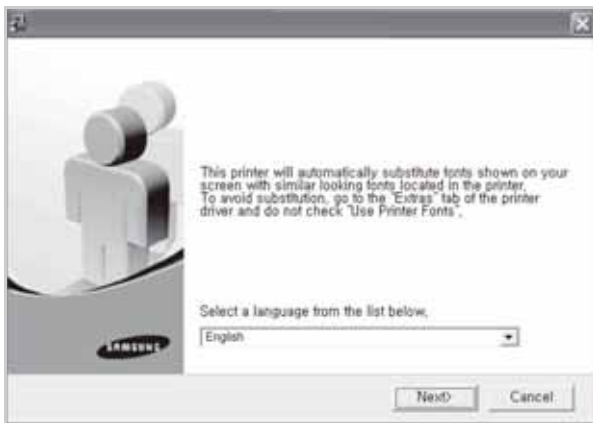 This printer will automatically substitute fonts shown on your
screen with similar looking fonts located in the printer.
To avoid substitution, go to the "Extras" tab of the printer
driver and do not check "Use Printer Fonts".
Select a language from the list below.
English
SAMSUNG
Next>
Cancel